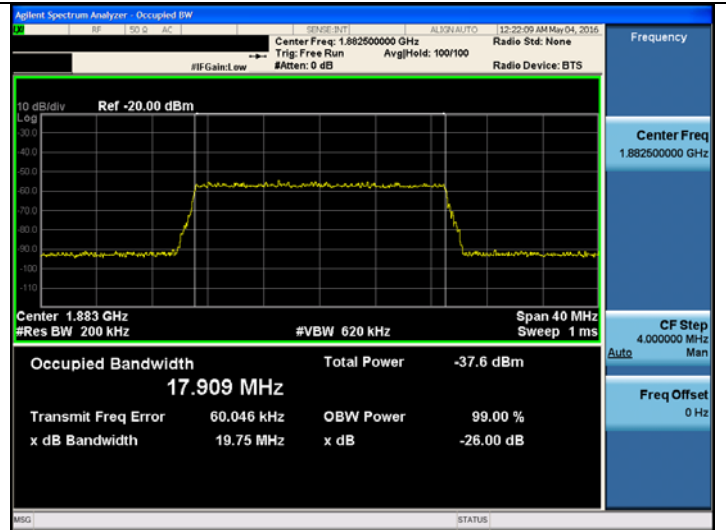 Agilent Spectrum Analyzer - Occupied BW
RF 50 Ω AC SENSE:INT ALIGN AUTO 12:22:09 AM May 04, 2016
Center Freq: 1.882500000 GHz Radio Std: None
Trig: Free Run Avg|Hold: 100/100
#IFGain:Low #Atten: 0 dB Radio Device: BTS
Frequency
10 dB/div Ref -20.00 dBm
Log
-30.0
-40.0
-50.0
-60.0
-70.0
-80.0
-90.0
-100
-110
Center 1.883 GHz Span 40 MHz
#Res BW 200 kHz #VBW 620 kHz Sweep 1 ms
Occupied Bandwidth Total Power -37.6 dBm
17.909 MHz
Transmit Freq Error 60.046 kHz OBW Power 99.00 %
x dB Bandwidth 19.75 MHz x dB -26.00 dB
Center Freq
1.882500000 GHz
CF Step
4.000000 MHz
Auto Man
Freq Offset
0 Hz
MSG STATUS